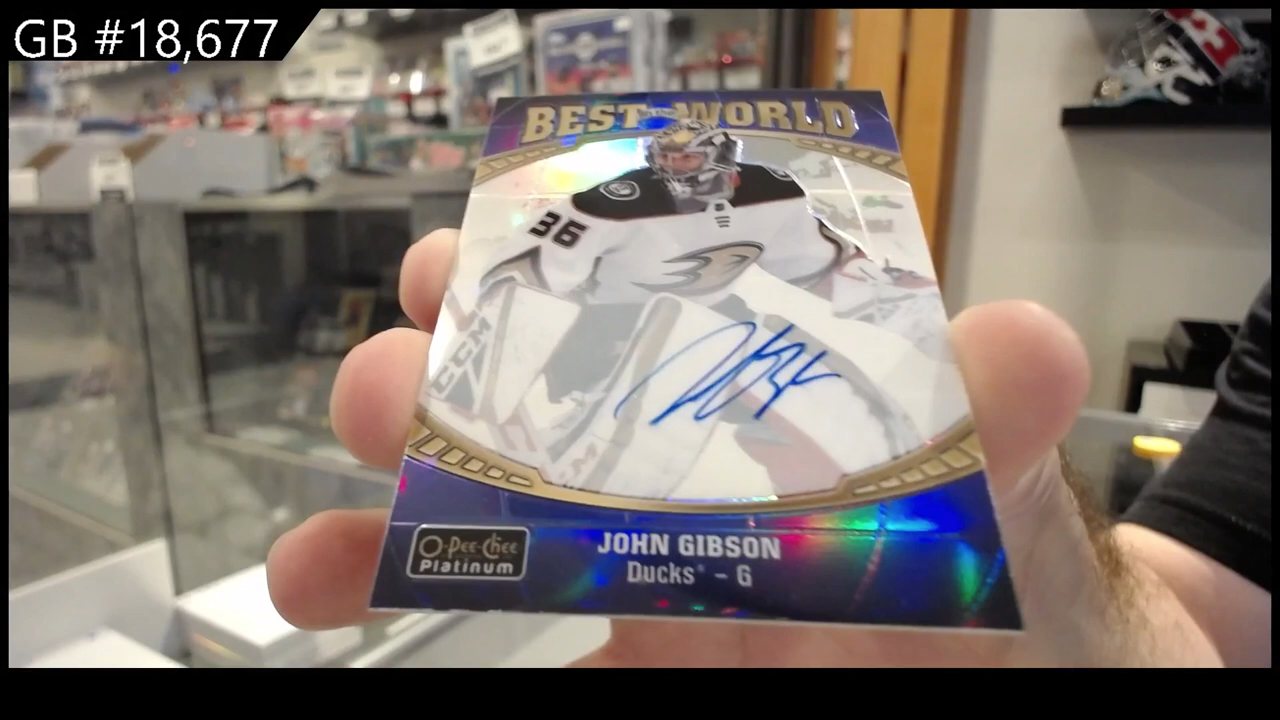 GB #18,677
BEST WORLD
36
CCM
O-Pee-Chee
Platinum
JOHN GIBSON
Ducks - G